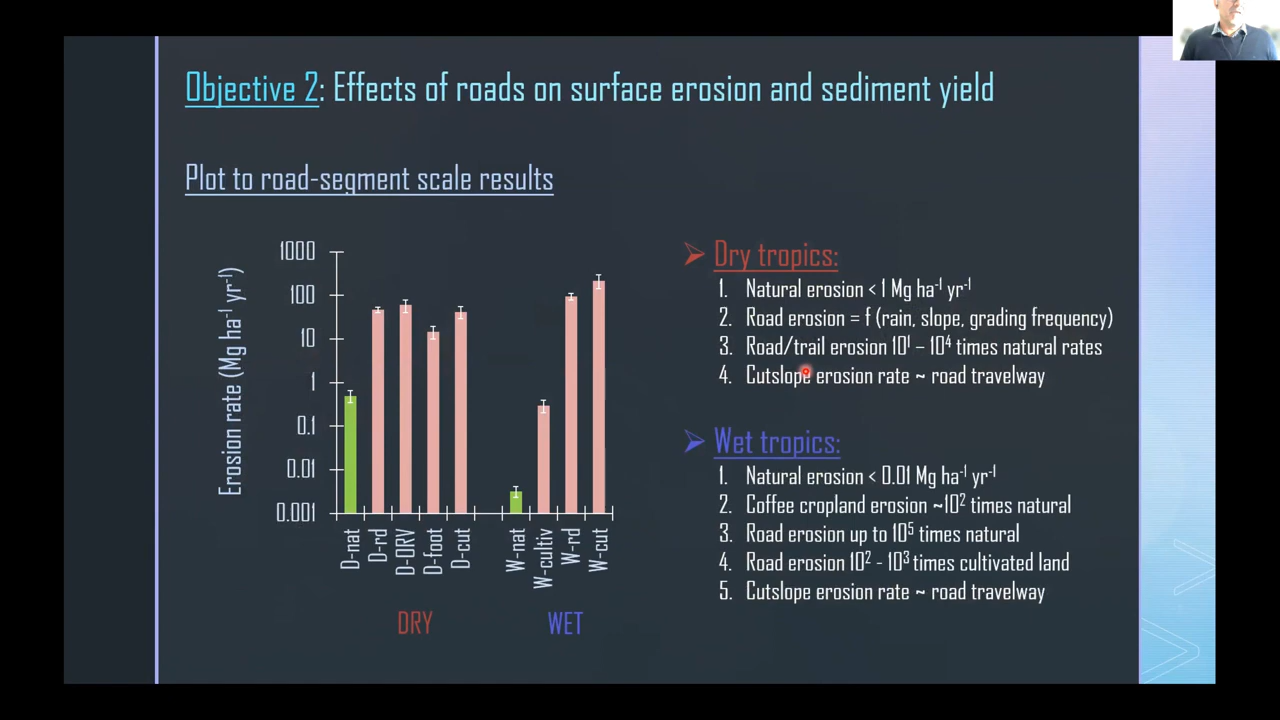 Objective 2: Effects of roads on surface erosion and sediment yield
Plot to road-segment scale results
Erosion rate (Mg ha⁻¹ yr⁻¹)
1000
100
10
1
0.1
0.01
0.001
D-nat
D-rd
D-ORV
D-foot
D-cut
W-nat
W-cultiv
W-rd
W-cut
DRY
WET
Dry tropics:
1. Natural erosion < 1 Mg ha⁻¹ yr⁻¹
2. Road erosion = f (rain, slope, grading frequency)
3. Road/trail erosion 10¹ – 10⁴ times natural rates
4. Cutslope erosion rate ~ road travelway
Wet tropics:
1. Natural erosion < 0.01 Mg ha⁻¹ yr⁻¹
2. Coffee cropland erosion ~10² times natural
3. Road erosion up to 10⁵ times natural
4. Road erosion 10² - 10³ times cultivated land
5. Cutslope erosion rate ~ road travelway